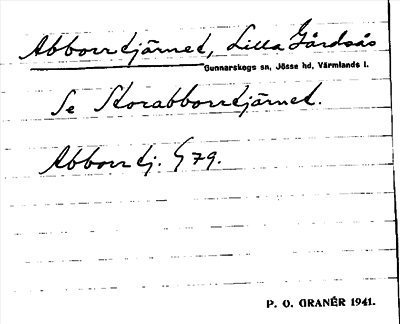 Abborrtjärnet, Lilla Gårdsås
Gunnarskogs sn, Jösse hd, Värmlands l.
Se Storabborrtjärnet.
Abborrtj. G 79.
P. O. GRANÉR 1941.